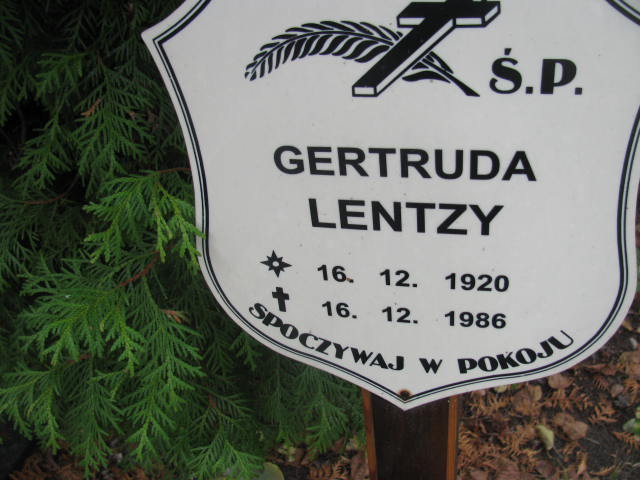 Ś.P.
GERTRUDA
LENTZY
16. 12. 1920
16. 12. 1986
SPOCZYWAJ W POKOJU